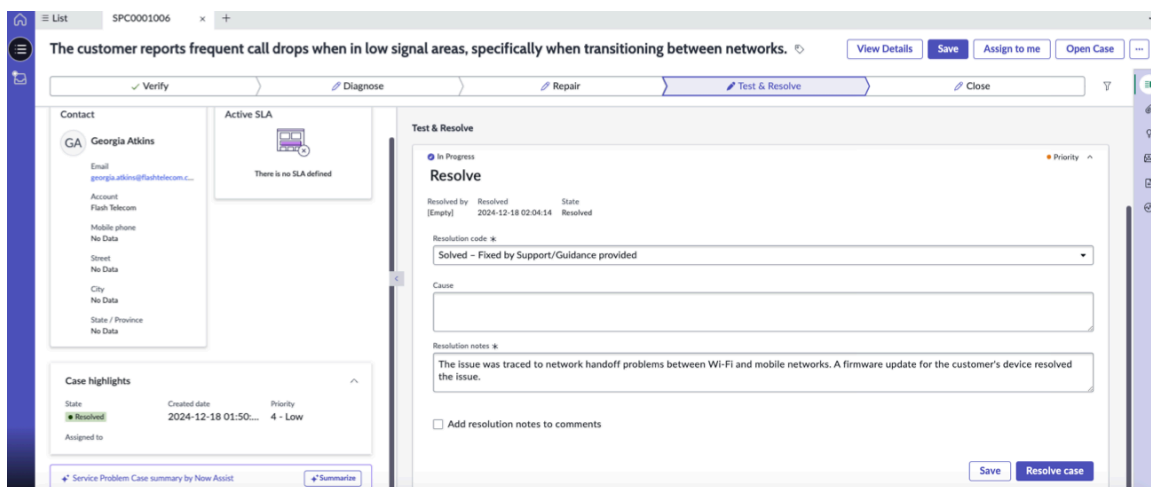 List
SPC0001006
The customer reports frequent call drops when in low signal areas, specifically when transitioning between networks.
View Details
Save
Assign to me
Open Case
Verify
Diagnose
Repair
Test & Resolve
Close
Contact
GA
Georgia Atkins
Email
georgia.atkins@flashtelecom.c...
Account
Flash Telecom
Mobile phone
No Data
Street
No Data
City
No Data
State / Province
No Data
Active SLA
There is no SLA defined
Case highlights
State
Created date
Priority
Resolved
2024-12-18 01:50:...
4 - Low
Assigned to
Service Problem Case summary by Now Assist
Summarize
Test & Resolve
In Progress
Priority
Resolve
Resolved by
Resolved
State
[Empty]
2024-12-18 02:04:14
Resolved
Resolution code
Solved – Fixed by Support/Guidance provided
Cause
Resolution notes
The issue was traced to network handoff problems between Wi-Fi and mobile networks. A firmware update for the customer's device resolved
the issue.
Add resolution notes to comments
Save
Resolve case